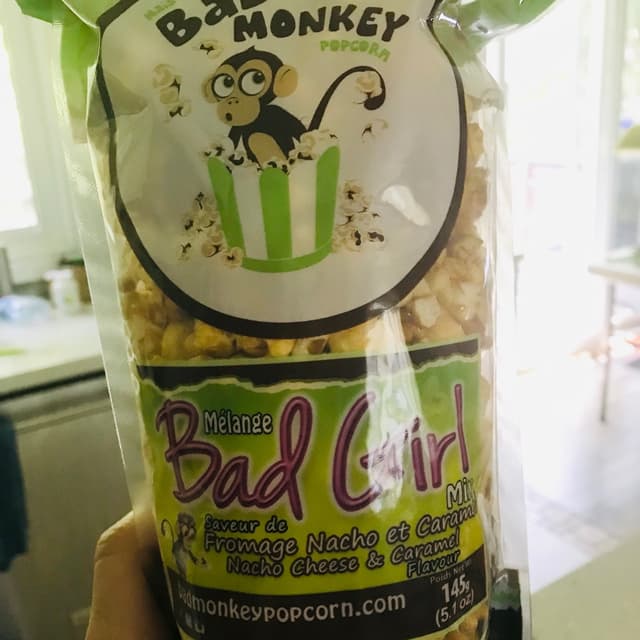 MONKEY
POPCORN
Mélange
Bad Girl
Mix
Saveur de
Fromage Nacho et Caramel
Nacho Cheese & Caramel
Flavour
badmonkeypopcorn.com
145g
(5.1 oz)